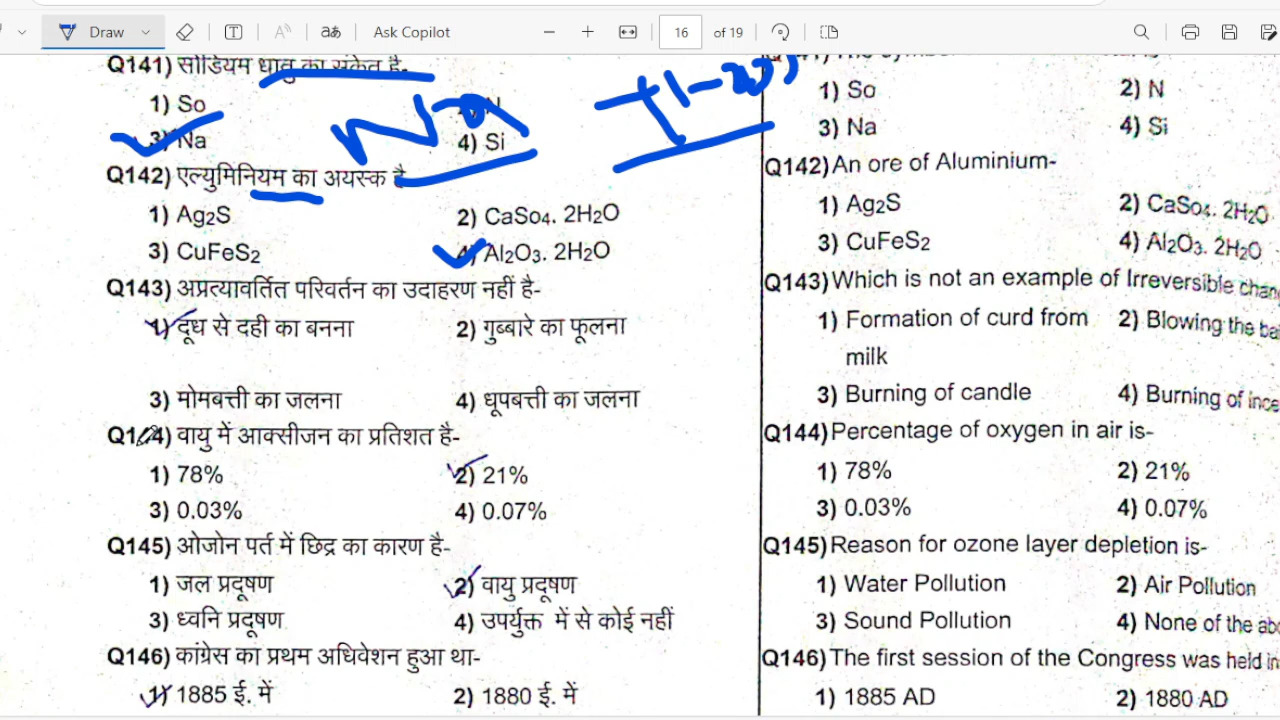 Draw
aあ
Ask Copilot
16
of 19
Q141) सोडियम धातु का संकेत है-
1) So
2) N
3) Na
4) Si
Na
Q142) एल्युमिनियम का अयस्क है
1) Ag2S
2) CaSo4. 2H2O
3) CuFeS2
4) Al2O3. 2H2O
Q143) अप्रत्यावर्तित परिवर्तन का उदाहरण नहीं है-
1) दूध से दही का बनना
2) गुब्बारे का फूलना
3) मोमबत्ती का जलना
4) धूपबत्ती का जलना
Q144) वायु में आक्सीजन का प्रतिशत है-
1) 78%
2) 21%
3) 0.03%
4) 0.07%
Q145) ओजोन पर्त में छिद्र का कारण है-
1) जल प्रदूषण
2) वायु प्रदूषण
3) ध्वनि प्रदूषण
4) उपर्युक्त में से कोई नहीं
Q146) कांग्रेस का प्रथम अधिवेशन हुआ था-
1) 1885 ई. में
2) 1880 ई. में
1) So
2) N
3) Na
4) Si
Q142) An ore of Aluminium-
1) Ag2S
2) CaSo4. 2H2O
3) CuFeS2
4) Al2O3. 2H2O
Q143) Which is not an example of Irreversible chan
1) Formation of curd from
milk
2) Blowing the ba
3) Burning of candle
4) Burning of ince
Q144) Percentage of oxygen in air is-
1) 78%
2) 21%
3) 0.03%
4) 0.07%
Q145) Reason for ozone layer depletion is-
1) Water Pollution
2) Air Pollution
3) Sound Pollution
4) None of the abo
Q146) The first session of the Congress was held in
1) 1885 AD
2) 1880 AD